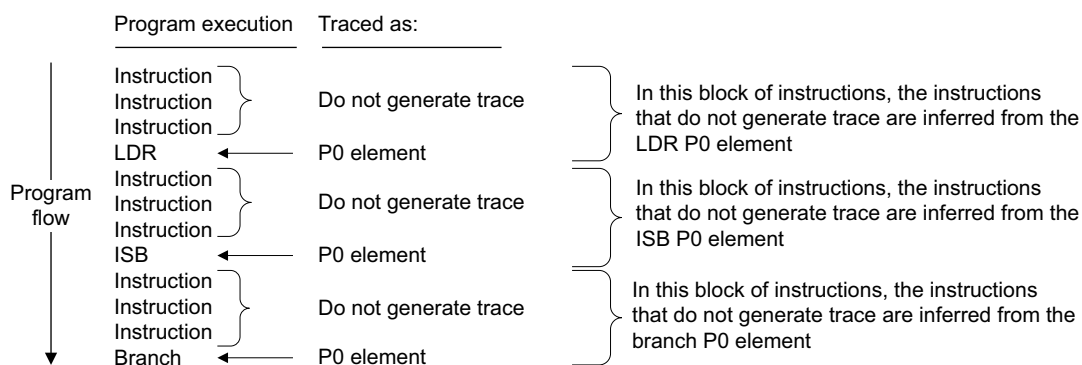 Program execution Traced as:
Instruction
Instruction
Instruction
Do not generate trace
In this block of instructions, the instructions
that do not generate trace are inferred from the
LDR P0 element
LDR P0 element
Instruction
Instruction
Instruction
Do not generate trace
In this block of instructions, the instructions
that do not generate trace are inferred from the
ISB P0 element
Program
flow
ISB P0 element
Instruction
Instruction
Instruction
Do not generate trace
In this block of instructions, the instructions
that do not generate trace are inferred from the
branch P0 element
Branch P0 element